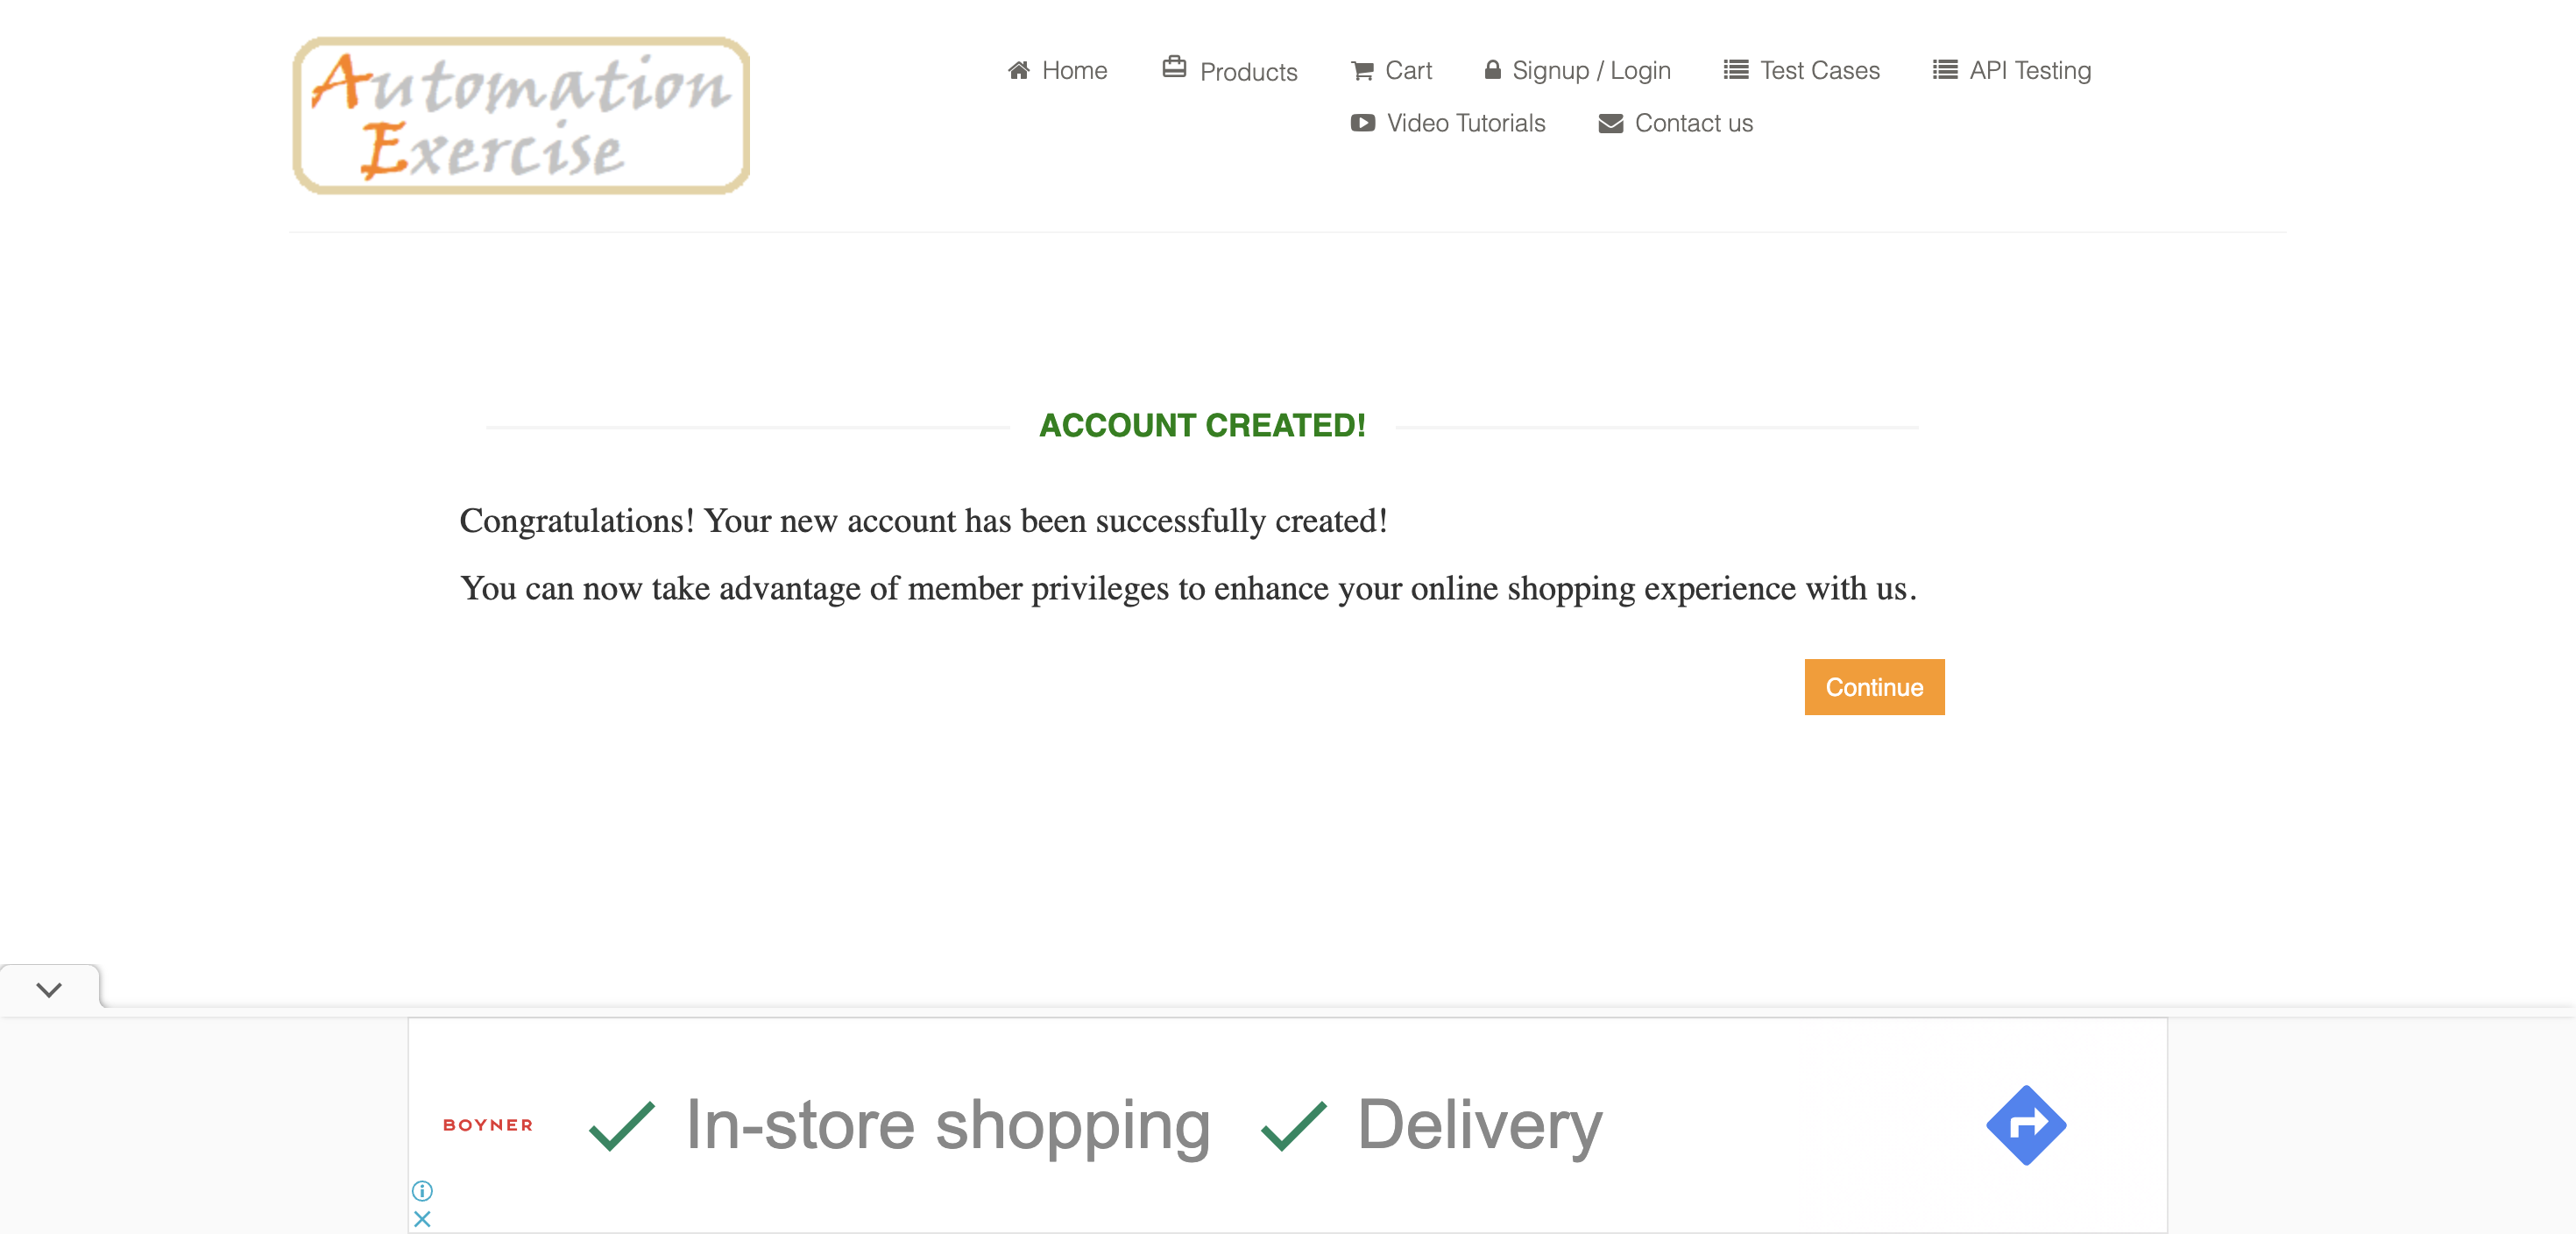 Automation
Exercise
Home Products Cart Signup / Login Test Cases API Testing
Video Tutorials Contact us
ACCOUNT CREATED!
Congratulations! Your new account has been successfully created!
You can now take advantage of member privileges to enhance your online shopping experience with us.
Continue
BOYNER In-store shopping Delivery